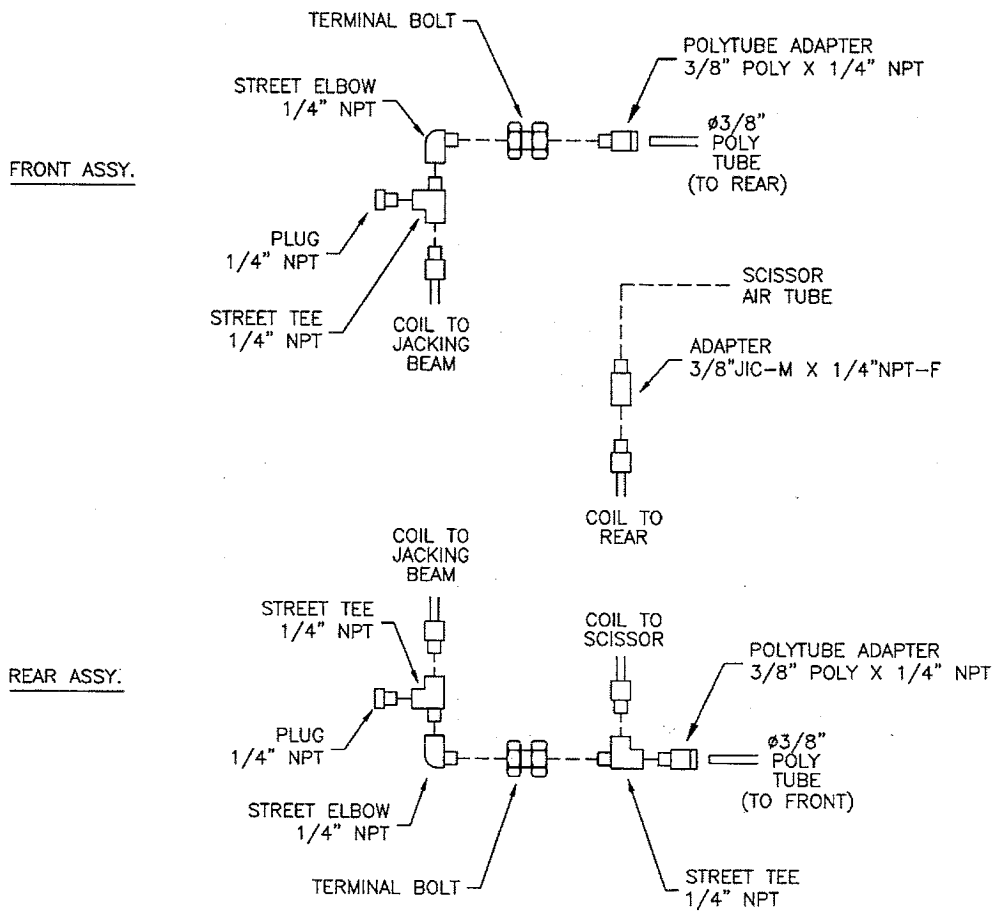 TERMINAL BOLT
POLYTUBE ADAPTER
3/8" POLY X 1/4" NPT
STREET ELBOW
1/4" NPT
ø3/8"
POLY
TUBE
(TO REAR)
FRONT ASSY.
PLUG
1/4" NPT
STREET TEE
1/4" NPT
COIL TO
JACKING
BEAM
SCISSOR
AIR TUBE
ADAPTER
3/8"JIC-M X 1/4"NPT-F
COIL TO
REAR
COIL TO
JACKING
BEAM
STREET TEE
1/4" NPT
COIL TO
SCISSOR
POLYTUBE ADAPTER
3/8" POLY X 1/4" NPT
REAR ASSY.
PLUG
1/4" NPT
ø3/8"
POLY
TUBE
(TO FRONT)
STREET ELBOW
1/4" NPT
TERMINAL BOLT
STREET TEE
1/4" NPT